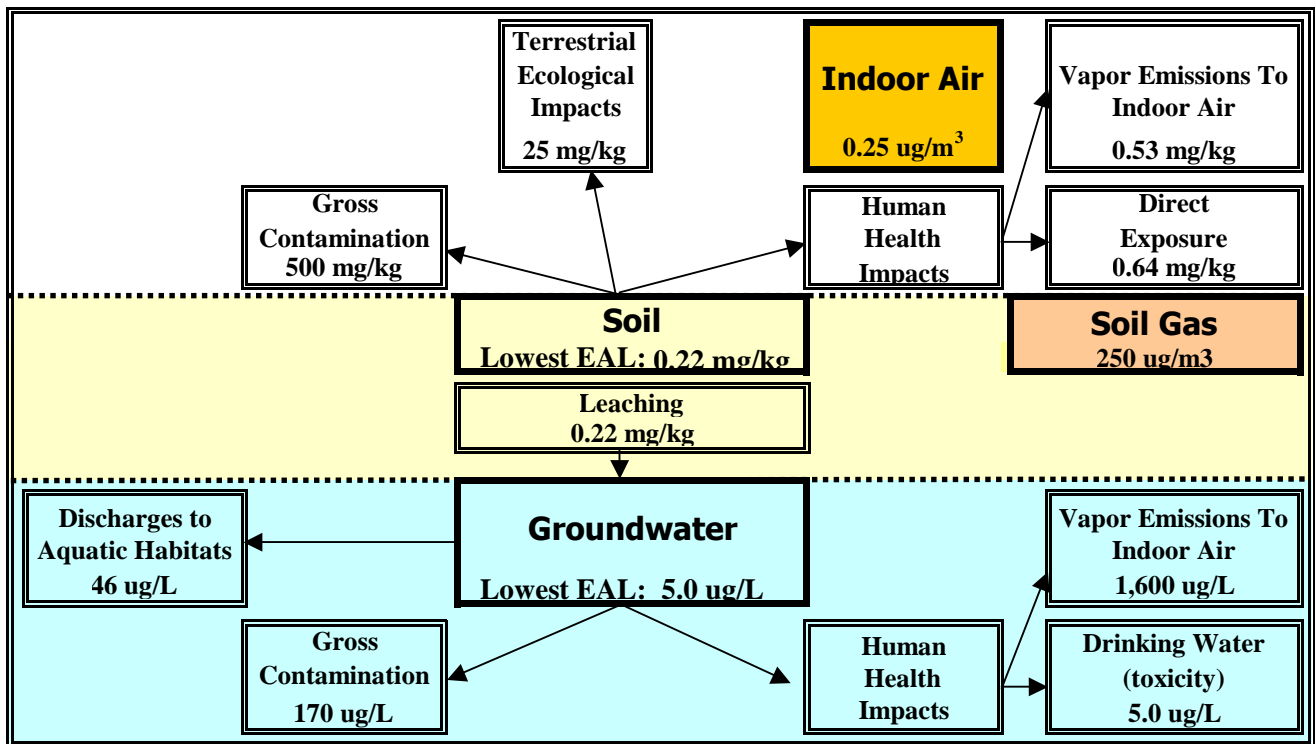 Terrestrial
Ecological
Impacts
25 mg/kg
Indoor Air
0.25 ug/m³
Vapor Emissions To
Indoor Air
0.53 mg/kg
Gross
Contamination
500 mg/kg
Human
Health
Impacts
Direct
Exposure
0.64 mg/kg
Soil
Lowest EAL: 0.22 mg/kg
Soil Gas
250 ug/m3
Leaching
0.22 mg/kg
Discharges to
Aquatic Habitats
46 ug/L
Groundwater
Lowest EAL: 5.0 ug/L
Vapor Emissions To
Indoor Air
1,600 ug/L
Gross
Contamination
170 ug/L
Human
Health
Impacts
Drinking Water
(toxicity)
5.0 ug/L